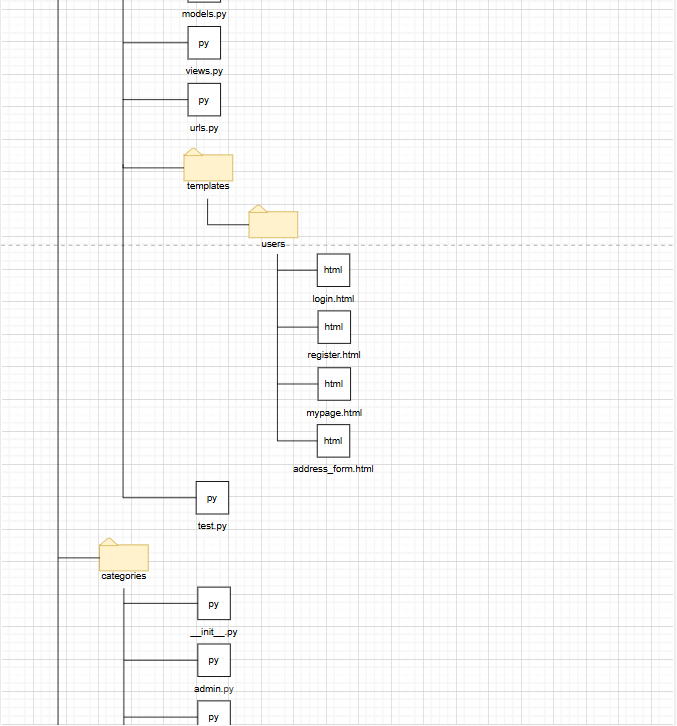 models.py
py
views.py
py
urls.py
templates
users
html
login.html
html
register.html
html
mypage.html
html
address_form.html
py
test.py
categories
py
__init__.py
py
admin.py
py